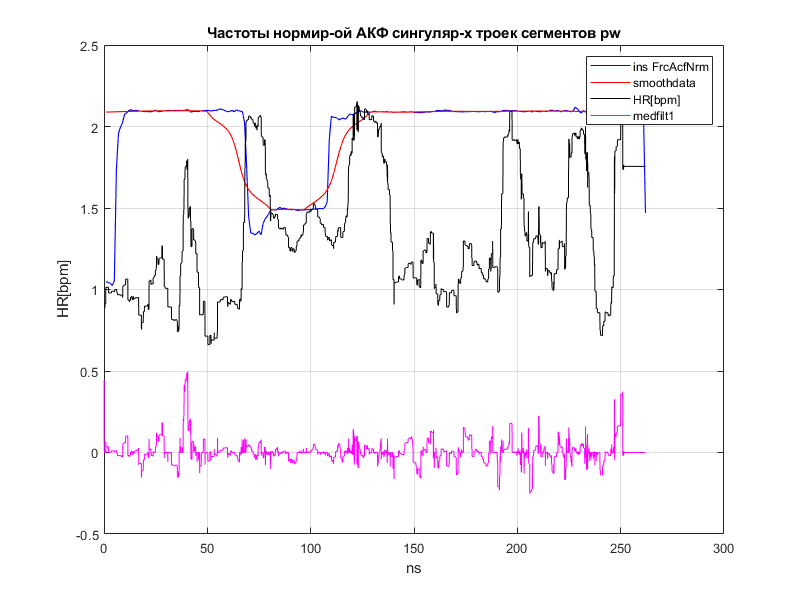 Частоты нормир-ой АКФ сингуляр-х троек сегментов pw
ins FrcAcfNrm
smoothdata
HR[bpm]
medfilt1
2.5
2
1.5
1
0.5
0
-0.5
HR[bpm]
0 50 100 150 200 250 300
ns